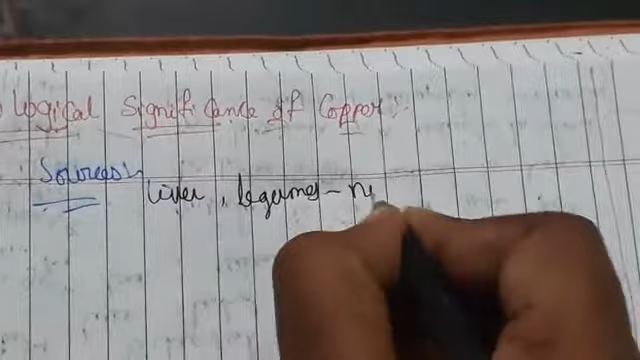 logical Significance of Copper:
Sources:
Liver, legumes - n